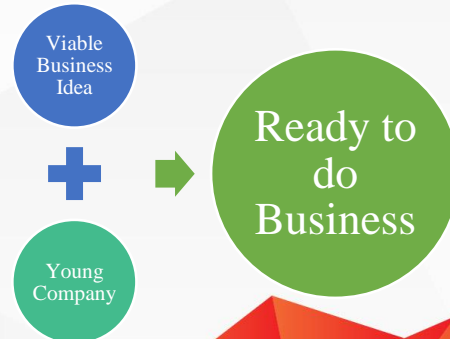 Viable
Business
Idea
Young
Company
Ready to
do
Business